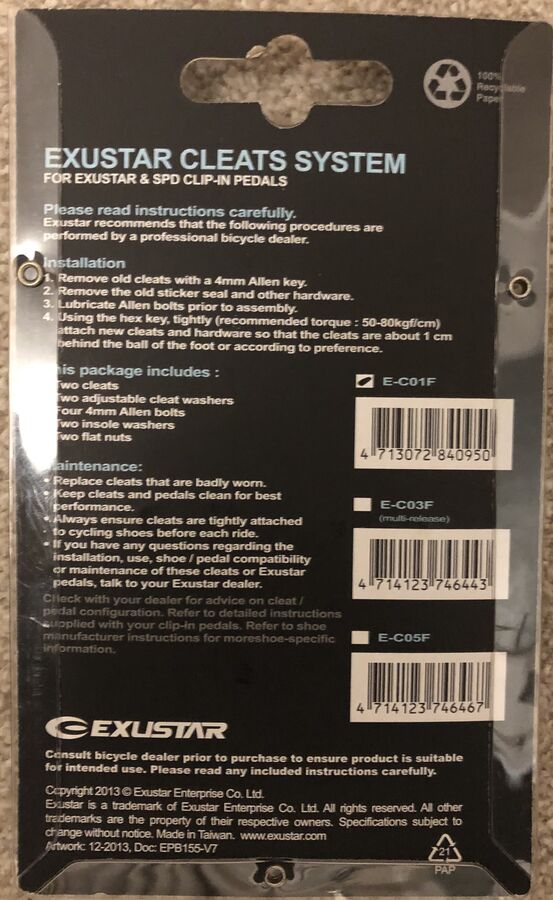 100%
Recyclable
Paper
EXUSTAR CLEATS SYSTEM
FOR EXUSTAR & SPD CLIP-IN PEDALS
Please read instructions carefully.
Exustar recommends that the following procedures are
performed by a professional bicycle dealer.
Installation
1. Remove old cleats with a 4mm Allen key.
2. Remove the old sticker seal and other hardware.
3. Lubricate Allen bolts prior to assembly.
4. Using the hex key, tightly (recommended torque : 50-80kgf/cm)
attach new cleats and hardware so that the cleats are about 1 cm
behind the ball of the foot or according to preference.
This package includes :
Two cleats
Two adjustable cleat washers
Four 4mm Allen bolts
Two insole washers
Two flat nuts
Maintenance:
• Replace cleats that are badly worn.
• Keep cleats and pedals clean for best
performance.
• Always ensure cleats are tightly attached
to cycling shoes before each ride.
• If you have any questions regarding the
installation, use, shoe / pedal compatibility
or maintenance of these cleats or Exustar
pedals, talk to your Exustar dealer.
Check with your dealer for advice on cleat /
pedal configuration. Refer to detailed instructions
supplied with your clip-in pedals. Refer to shoe
manufacturer instructions for moreshoe-specific
information.
E-C01F
4 713072 840950
E-C03F
(multi-release)
4 714123 746443
E-C05F
4 714123 746467
EXUSTAR
Consult bicycle dealer prior to purchase to ensure product is suitable
for intended use. Please read any included instructions carefully.
Copyright 2013 © Exustar Enterprise Co. Ltd.
Exustar is a trademark of Exustar Enterprise Co. Ltd. All rights reserved. All other
trademarks are the property of their respective owners. Specifications subject to
change without notice. Made in Taiwan. www.exustar.com
Artwork: 12-2013, Doc: EPB155-V7
21
PAP